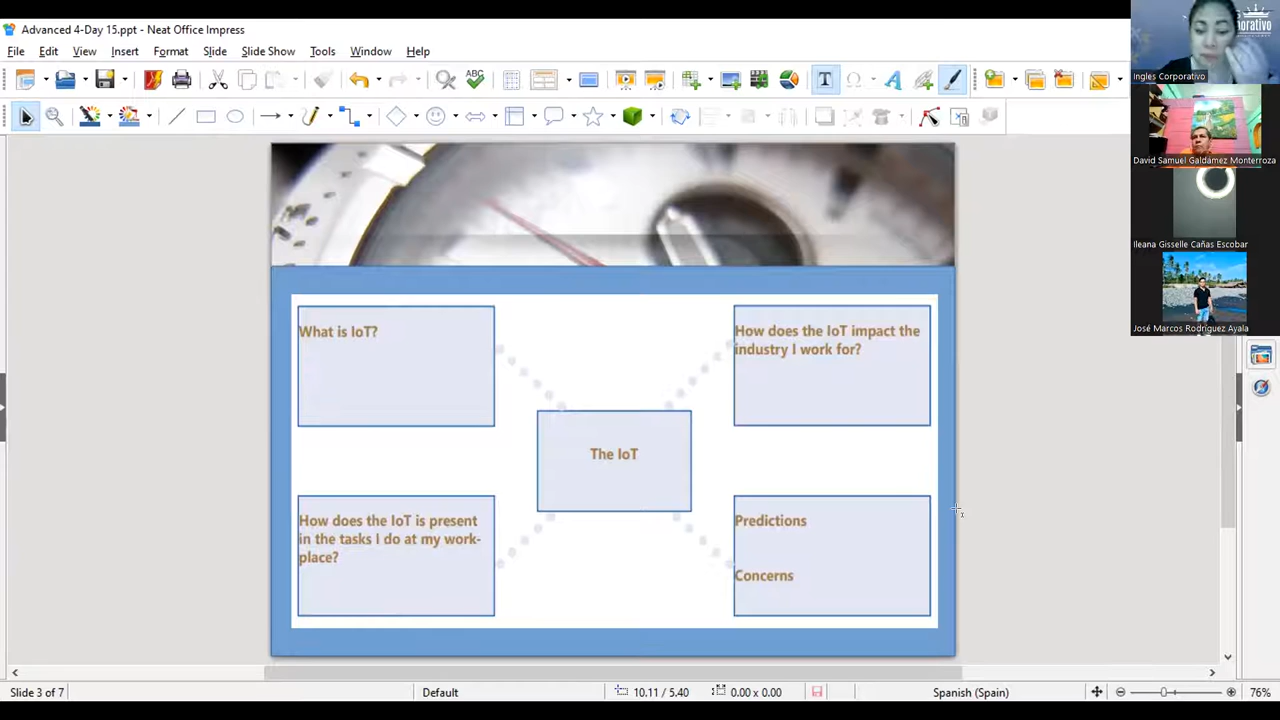 Advanced 4-Day 15.ppt - Neat Office Impress
File Edit View Insert Format Slide Slide Show Tools Window Help
ABC
T
A
What is IoT?
How does the IoT impact the
industry I work for?
The IoT
How does the IoT is present
in the tasks I do at my work-
place?
Predictions
Concerns
Slide 3 of 7
Default
10.11 / 5.40
0.00 x 0.00
Spanish (Spain)
76%
Ingles Corporativo
David Samuel Galdámez Monterroza
Ileana Gisselle Cañas Escobar
José Marcos Rodríguez Ayala